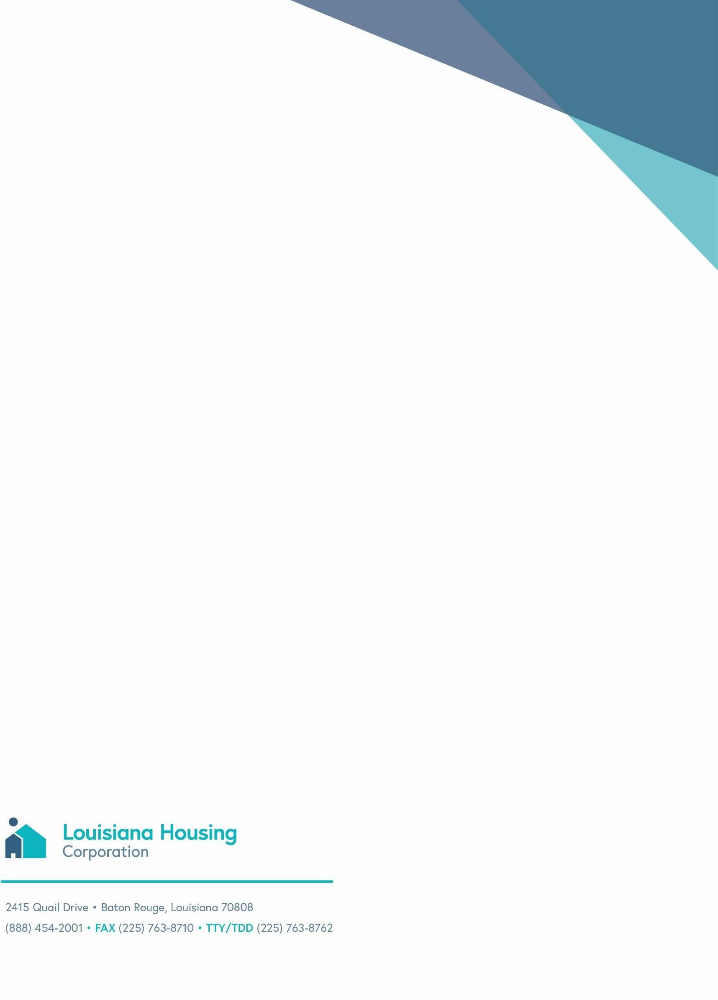 Louisiana Housing
Corporation
2415 Quail Drive • Baton Rouge, Louisiana 70808
(888) 454-2001 • FAX (225) 763-8710 • TTY/TDD (225) 763-8762